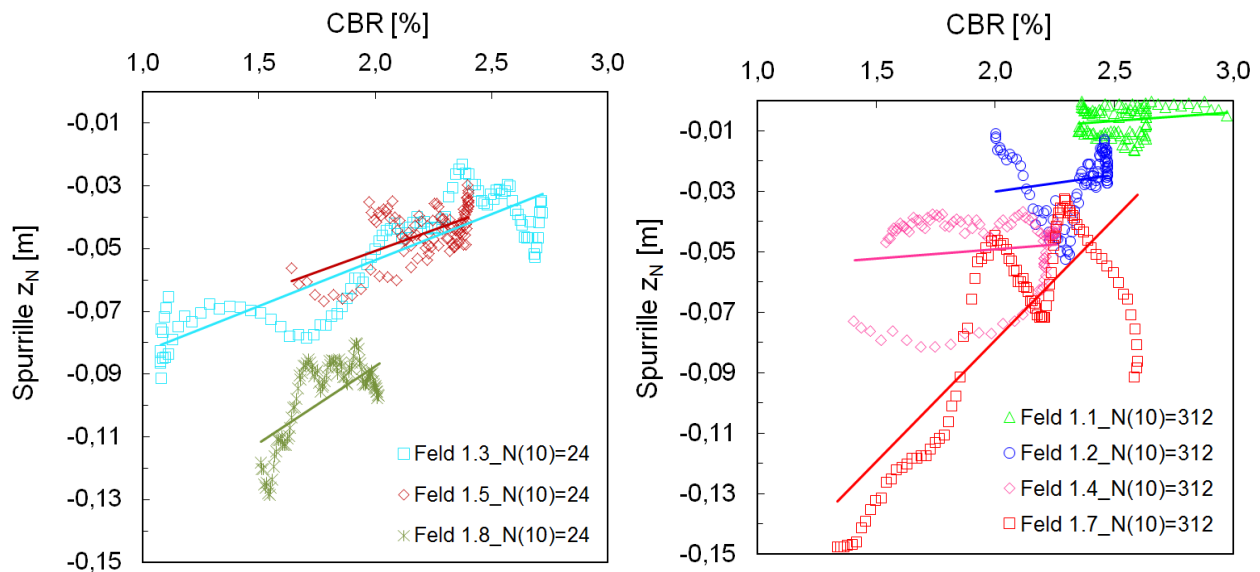 CBR [%]
1,0 1,5 2,0 2,5 3,0
Spurrille z_N [m]
-0,01
-0,03
-0,05
-0,07
-0,09
-0,11
-0,13
-0,15
Feld 1.3_N(10)=24
Feld 1.5_N(10)=24
Feld 1.8_N(10)=24
CBR [%]
1,0 1,5 2,0 2,5 3,0
Spurrille z_N [m]
-0,01
-0,03
-0,05
-0,07
-0,09
-0,11
-0,13
-0,15
Feld 1.1_N(10)=312
Feld 1.2_N(10)=312
Feld 1.4_N(10)=312
Feld 1.7_N(10)=312